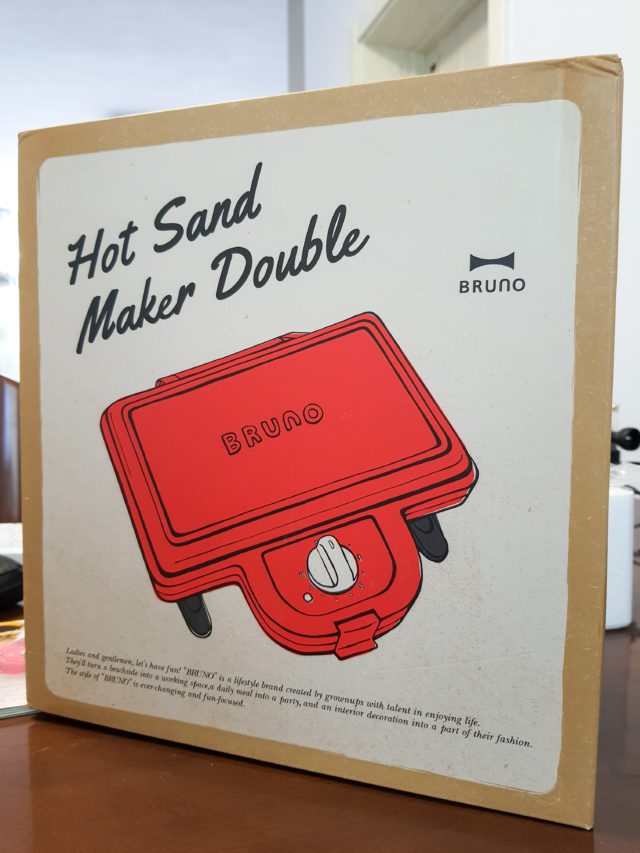 Hot Sand
Maker Double
BRUNO
BRUNO
Ladies and gentlemen, let's have fun! "BRUNO" is a lifestyle brand created by grownups with talent in enjoying life.
They'll turn a beachside into a working space,a daily meal into a party, and an interior decoration into a part of their fashion.
The style of "BRUNO" is ever-changing and fun-focused.